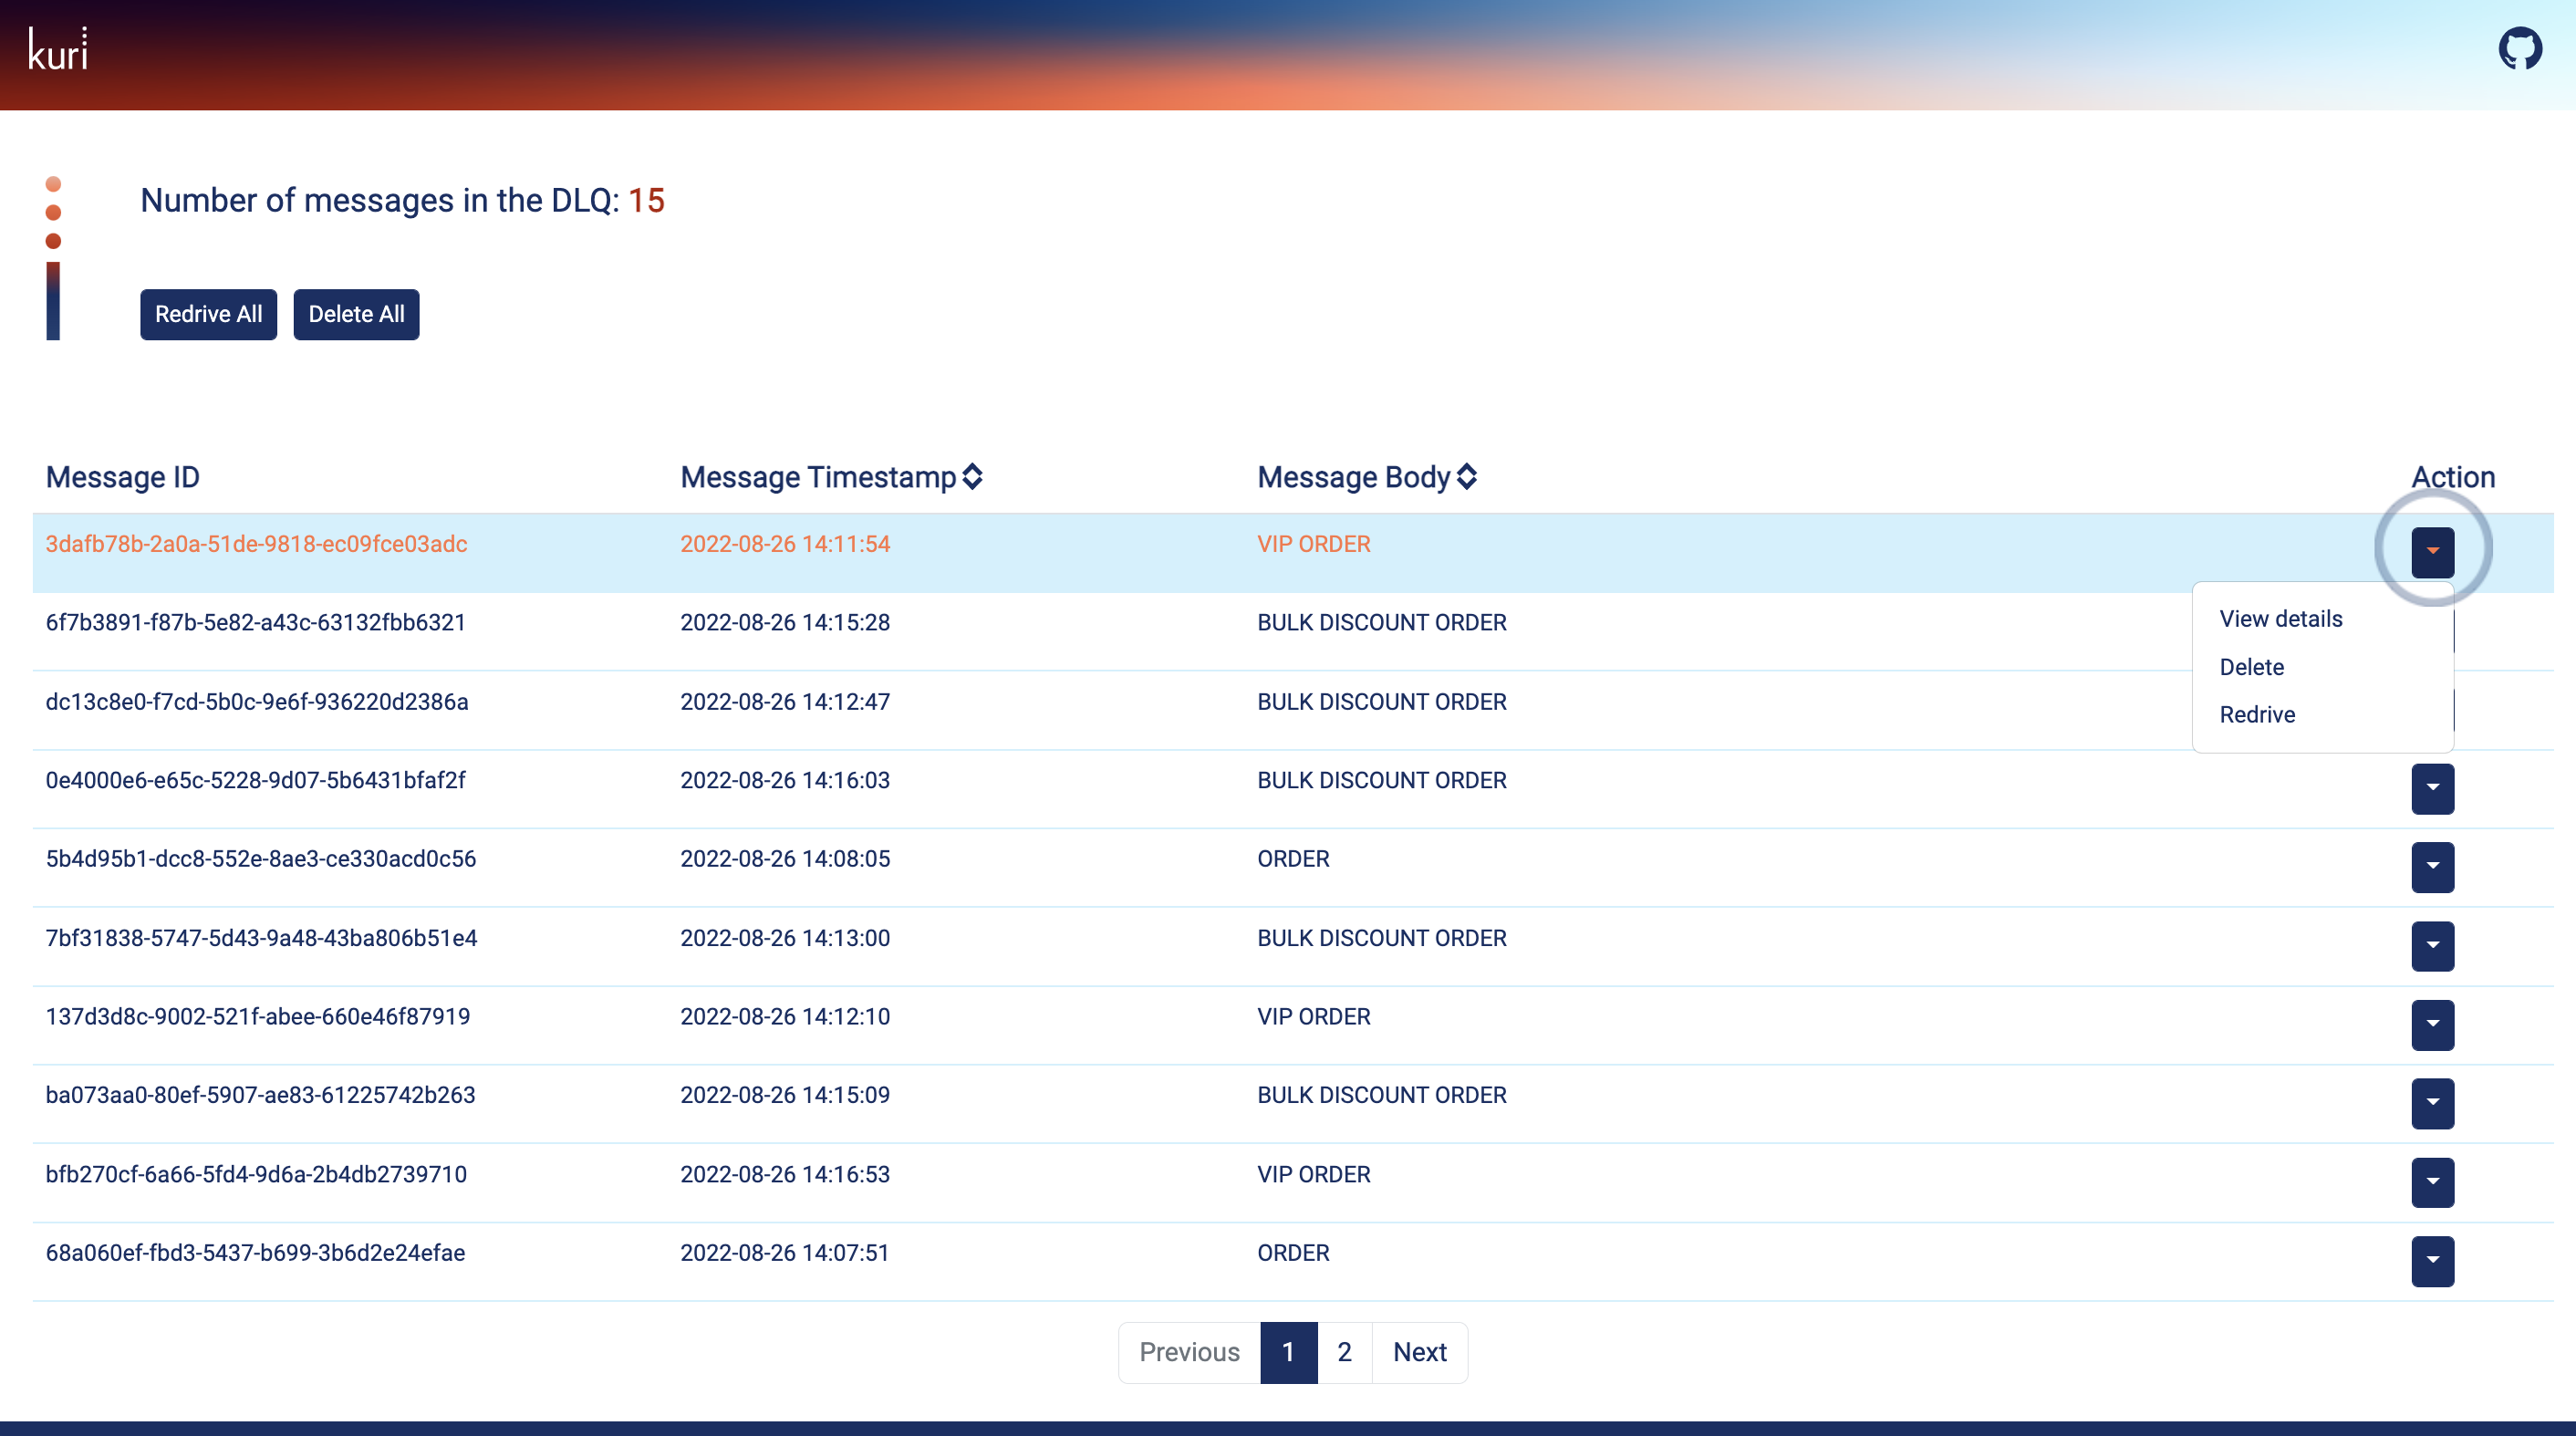 kuri
Number of messages in the DLQ: 15
Redrive All Delete All
Message ID Message Timestamp Message Body Action
3dafb78b-2a0a-51de-9818-ec09fce03adc 2022-08-26 14:11:54 VIP ORDER
6f7b3891-f87b-5e82-a43c-63132fbb6321 2022-08-26 14:15:28 BULK DISCOUNT ORDER View details
Delete
dc13c8e0-f7cd-5b0c-9e6f-936220d2386a 2022-08-26 14:12:47 BULK DISCOUNT ORDER Redrive
0e4000e6-e65c-5228-9d07-5b6431bfaf2f 2022-08-26 14:16:03 BULK DISCOUNT ORDER
5b4d95b1-dcc8-552e-8ae3-ce330acd0c56 2022-08-26 14:08:05 ORDER
7bf31838-5747-5d43-9a48-43ba806b51e4 2022-08-26 14:13:00 BULK DISCOUNT ORDER
137d3d8c-9002-521f-abee-660e46f87919 2022-08-26 14:12:10 VIP ORDER
ba073aa0-80ef-5907-ae83-61225742b263 2022-08-26 14:15:09 BULK DISCOUNT ORDER
bfb270cf-6a66-5fd4-9d6a-2b4db2739710 2022-08-26 14:16:53 VIP ORDER
68a060ef-fbd3-5437-b699-3b6d2e24efae 2022-08-26 14:07:51 ORDER
Previous 1 2 Next